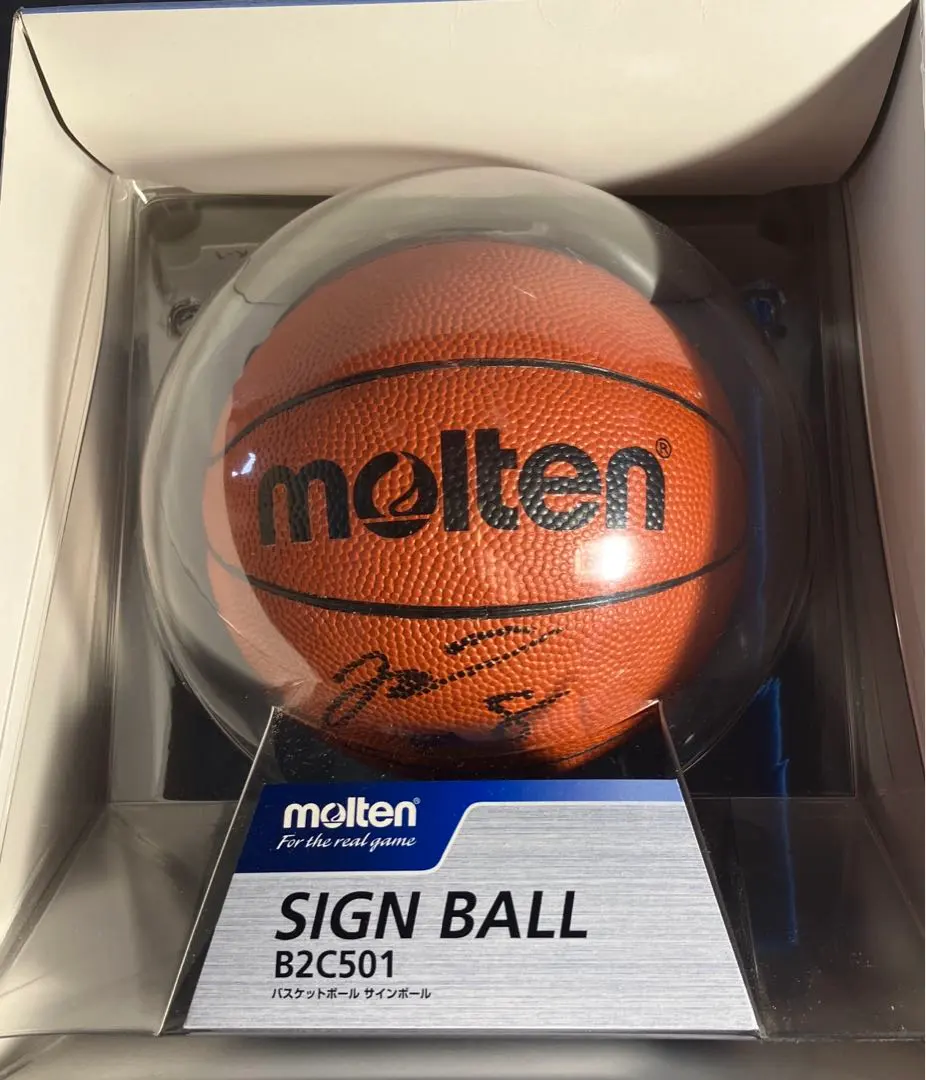 molten®
8
molten®
For the real game
SIGN BALL
B2C501
バスケットボール サインボール